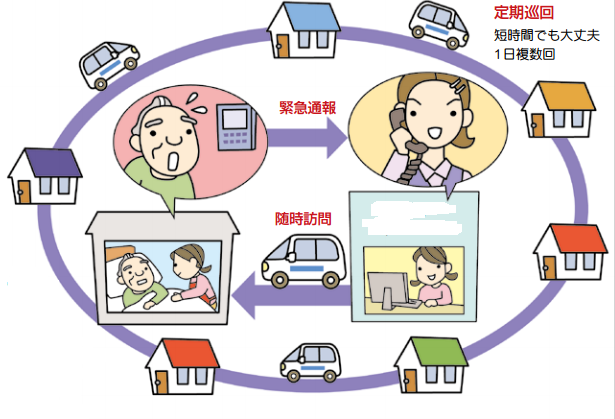 定期巡回
短時間でも大丈夫
1日複数回
緊急通報
随時訪問